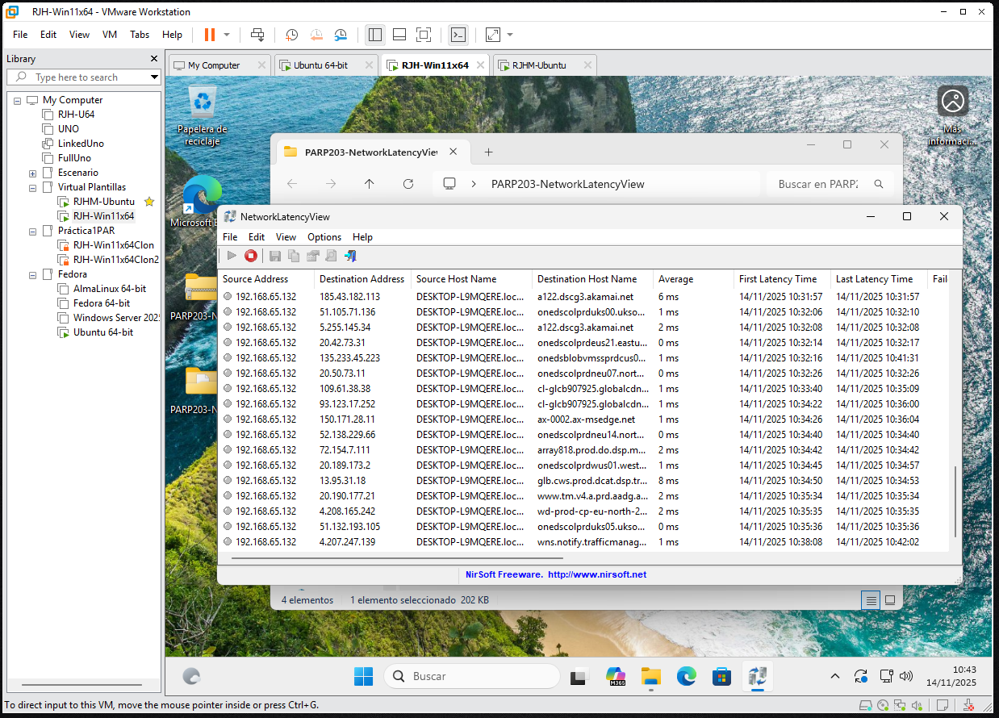 RJH-Win11x64 - VMware Workstation
File Edit View VM Tabs Help
Library
Type here to search
My Computer
RJH-U64
UNO
LinkedUno
FullUno
Escenario
Virtual Plantillas
RJHM-Ubuntu
RJH-Win11x64
Práctica1PAR
RJH-Win11x64Clon
RJH-Win11x64Clon2
Fedora
AlmaLinux 64-bit
Fedora 64-bit
Windows Server 202
Ubuntu 64-bit
My Computer Ubuntu 64-bit RJH-Win11x64 RJHM-Ubuntu
Papelera de
reciclaje
Más
informaci...
Microsoft E
PARP203-N
PARP203-N
PARP203-NetworkLatencyVie
PARP203-NetworkLatencyView Buscar en PARP2
NetworkLatencyView
File Edit View Options Help
Source Address Destination Address Source Host Name Destination Host Name Average First Latency Time Last Latency Time Fail
192.168.65.132 185.43.182.113 DESKTOP-L9MQERE.loc... a122.dscg3.akamai.net 6 ms 14/11/2025 10:31:57 14/11/2025 10:31:57
192.168.65.132 51.105.71.136 DESKTOP-L9MQERE.loc... onedscolprduks00.ukso... 1 ms 14/11/2025 10:32:06 14/11/2025 10:32:10
192.168.65.132 5.255.145.34 DESKTOP-L9MQERE.loc... a122.dscg3.akamai.net 2 ms 14/11/2025 10:32:08 14/11/2025 10:32:08
192.168.65.132 20.42.73.31 DESKTOP-L9MQERE.loc... onedscolprdeus21.eastu... 0 ms 14/11/2025 10:32:14 14/11/2025 10:32:17
192.168.65.132 135.233.45.223 DESKTOP-L9MQERE.loc... onedsblobvmssprdcus0... 1 ms 14/11/2025 10:32:16 14/11/2025 10:41:31
192.168.65.132 20.50.73.11 DESKTOP-L9MQERE.loc... onedscolprdneu07.nort... 0 ms 14/11/2025 10:32:26 14/11/2025 10:32:26
192.168.65.132 109.61.38.38 DESKTOP-L9MQERE.loc... cl-glcb907925.globalcdn... 1 ms 14/11/2025 10:33:40 14/11/2025 10:35:09
192.168.65.132 93.123.17.252 DESKTOP-L9MQERE.loc... cl-glcb907925.globalcdn... 1 ms 14/11/2025 10:34:22 14/11/2025 10:36:00
192.168.65.132 150.171.28.11 DESKTOP-L9MQERE.loc... ax-0002.ax-msedge.net 1 ms 14/11/2025 10:34:26 14/11/2025 10:36:04
192.168.65.132 52.138.229.66 DESKTOP-L9MQERE.loc... onedscolprdneu14.nort... 0 ms 14/11/2025 10:34:40 14/11/2025 10:34:40
192.168.65.132 72.154.7.111 DESKTOP-L9MQERE.loc... array818.prod.do.dsp.m... 2 ms 14/11/2025 10:34:42 14/11/2025 10:34:42
192.168.65.132 20.189.173.2 DESKTOP-L9MQERE.loc... onedscolprdwus01.west... 1 ms 14/11/2025 10:34:45 14/11/2025 10:34:57
192.168.65.132 13.95.31.18 DESKTOP-L9MQERE.loc... glb.cws.prod.dcat.dsp.tr... 8 ms 14/11/2025 10:34:50 14/11/2025 10:34:53
192.168.65.132 20.190.177.21 DESKTOP-L9MQERE.loc... www.tm.v4.a.prd.aadg.a... 2 ms 14/11/2025 10:35:34 14/11/2025 10:35:34
192.168.65.132 4.208.165.242 DESKTOP-L9MQERE.loc... wd-prod-cp-eu-north-2... 2 ms 14/11/2025 10:35:35 14/11/2025 10:35:35
192.168.65.132 51.132.193.105 DESKTOP-L9MQERE.loc... onedscolprduks05.ukso... 0 ms 14/11/2025 10:35:36 14/11/2025 10:35:36
192.168.65.132 4.207.247.139 DESKTOP-L9MQERE.loc... wns.notify.trafficmanag... 1 ms 14/11/2025 10:38:08 14/11/2025 10:42:02
NirSoft Freeware. http://www.nirsoft.net
4 elementos 1 elemento seleccionado 202 KB
Buscar
M365
10:43
14/11/2025
To direct input to this VM, move the mouse pointer inside or press Ctrl+G.